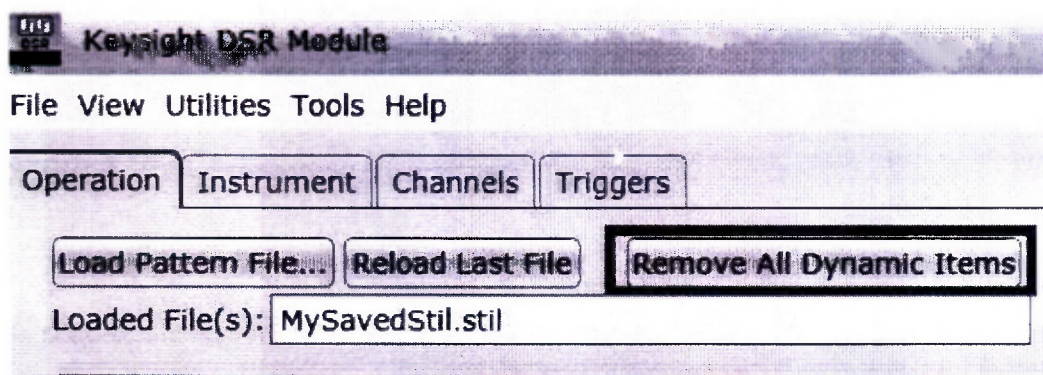 DSR
Keysight DSR Module
File View Utilities Tools Help
Operation Instrument Channels Triggers
Load Pattern File... Reload Last File Remove All Dynamic Items
Loaded File(s): MySavedStil.stil